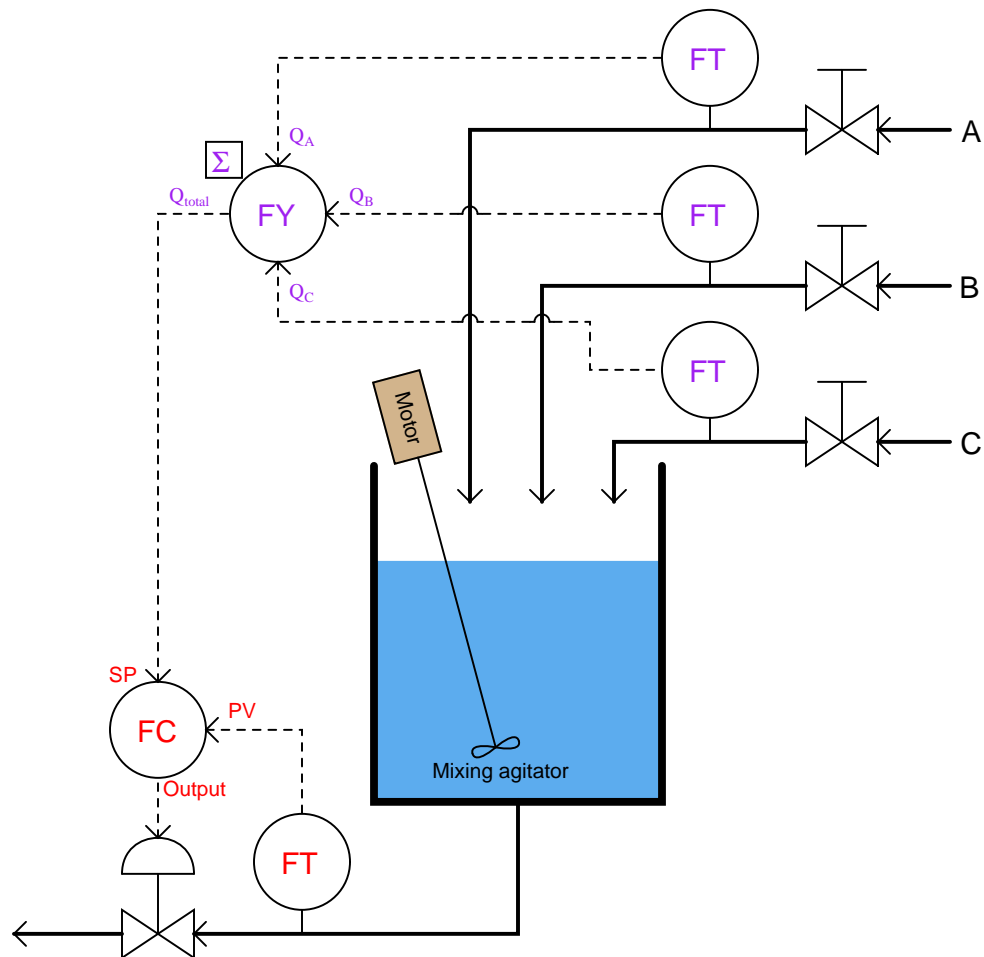 FT
A
Q_A
Σ
FY
Q_total
Q_B
FT
B
Q_C
FT
C
Motor
SP
FC
PV
Output
Mixing agitator
FT